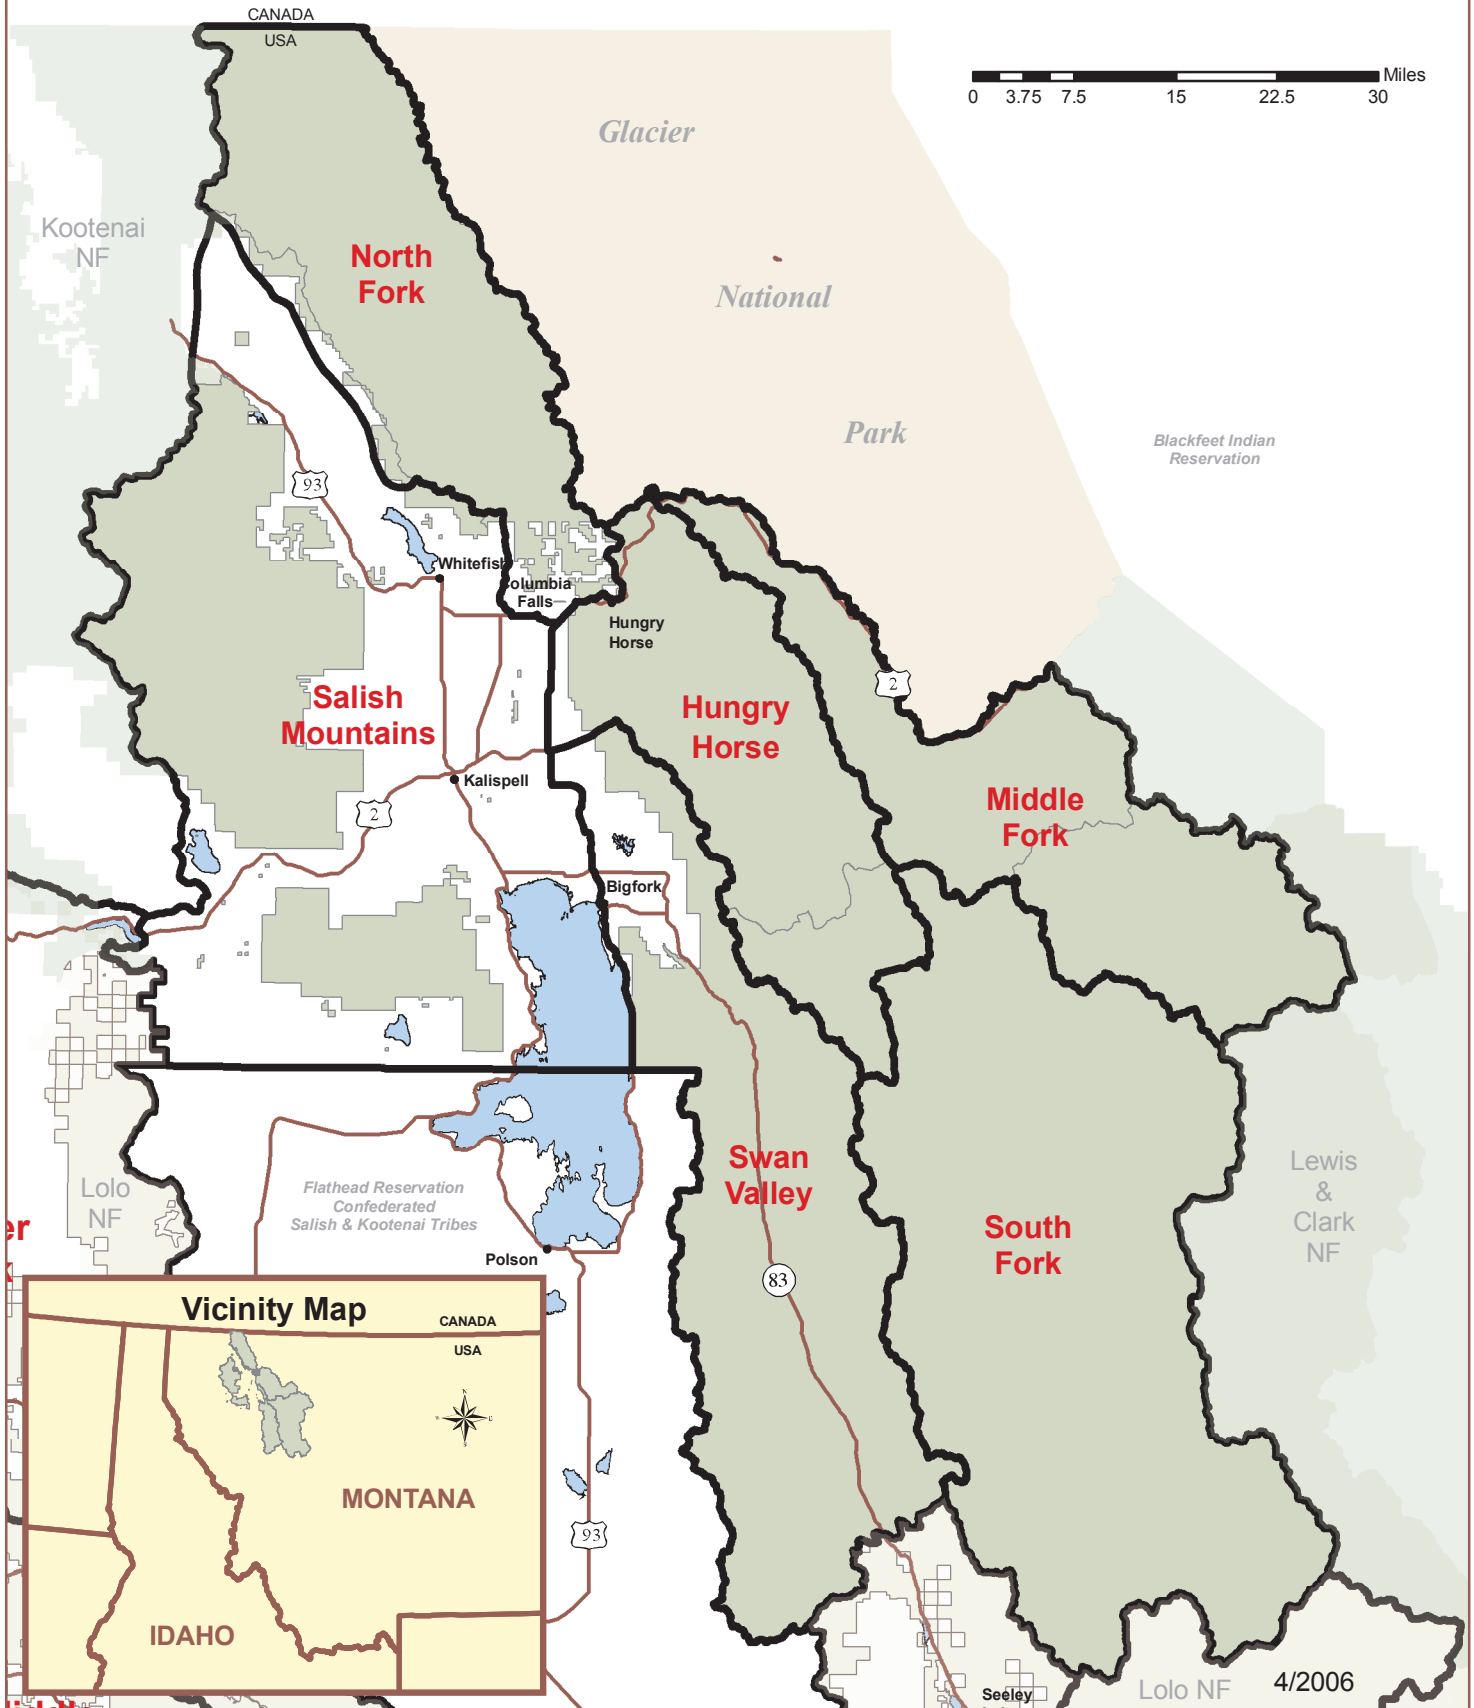 CANADA
USA
Miles
0 3.75 7.5 15 22.5 30
Glacier
Kootenai
NF
North
Fork
National
Park
Blackfeet Indian
Reservation
93
Whitefish
Columbia
Falls
Hungry
Horse
2
Salish
Mountains
Hungry
Horse
Kalispell
2
Middle
Fork
Bigfork
Swan
Valley
Lewis
&
Clark
NF
Lolo
NF
Flathead Reservation
Confederated
Salish & Kootenai Tribes
South
Fork
er
Polson
83
Vicinity Map
CANADA
USA
N
E
S
W
MONTANA
93
IDAHO
Seeley
Lolo NF
4/2006